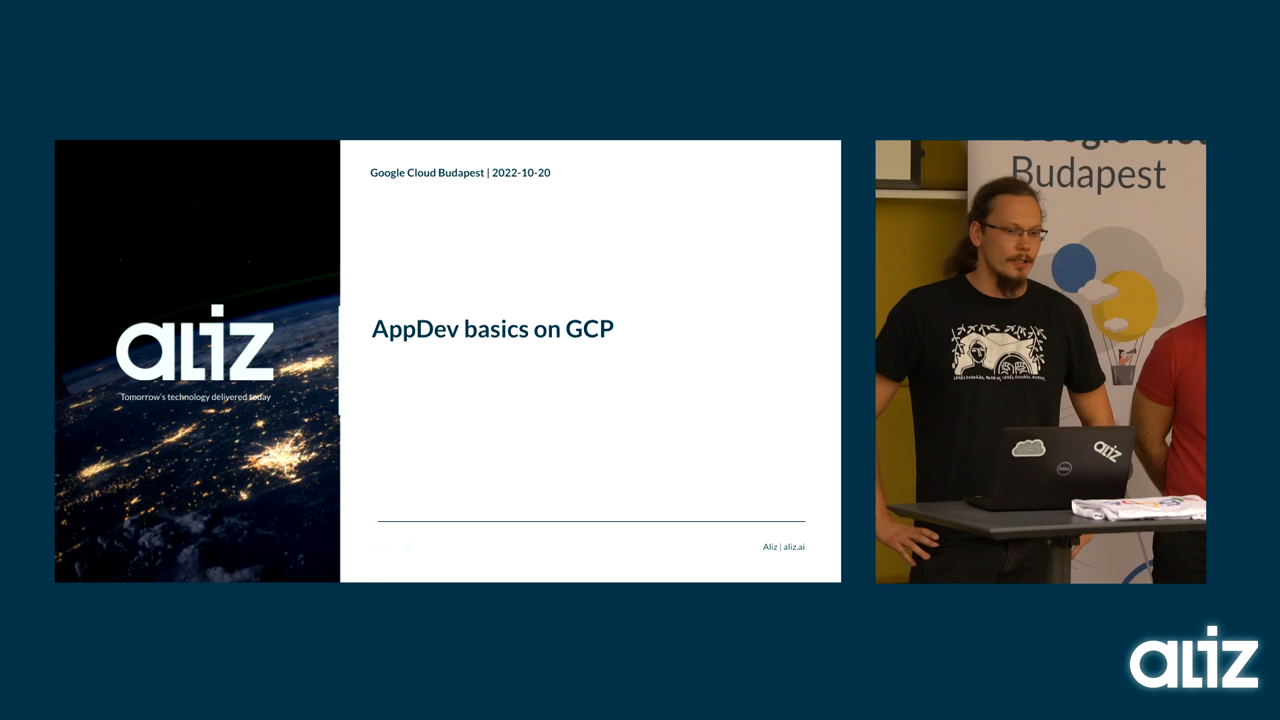 Google Cloud Budapest | 2022-10-20
aliz
Tomorrow's technology delivered today
AppDev basics on GCP
Aliz | aliz.ai
Budapest
aliz
DELL
aliz